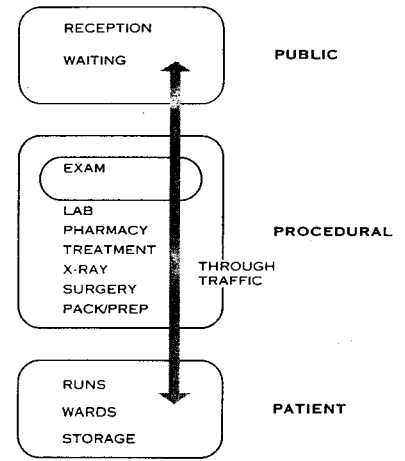 RECEPTION
WAITING
PUBLIC
EXAM
LAB
PHARMACY
TREATMENT
X-RAY
SURGERY
PACK/PREP
PROCEDURAL
THROUGH
TRAFFIC
RUNS
WARDS
STORAGE
PATIENT